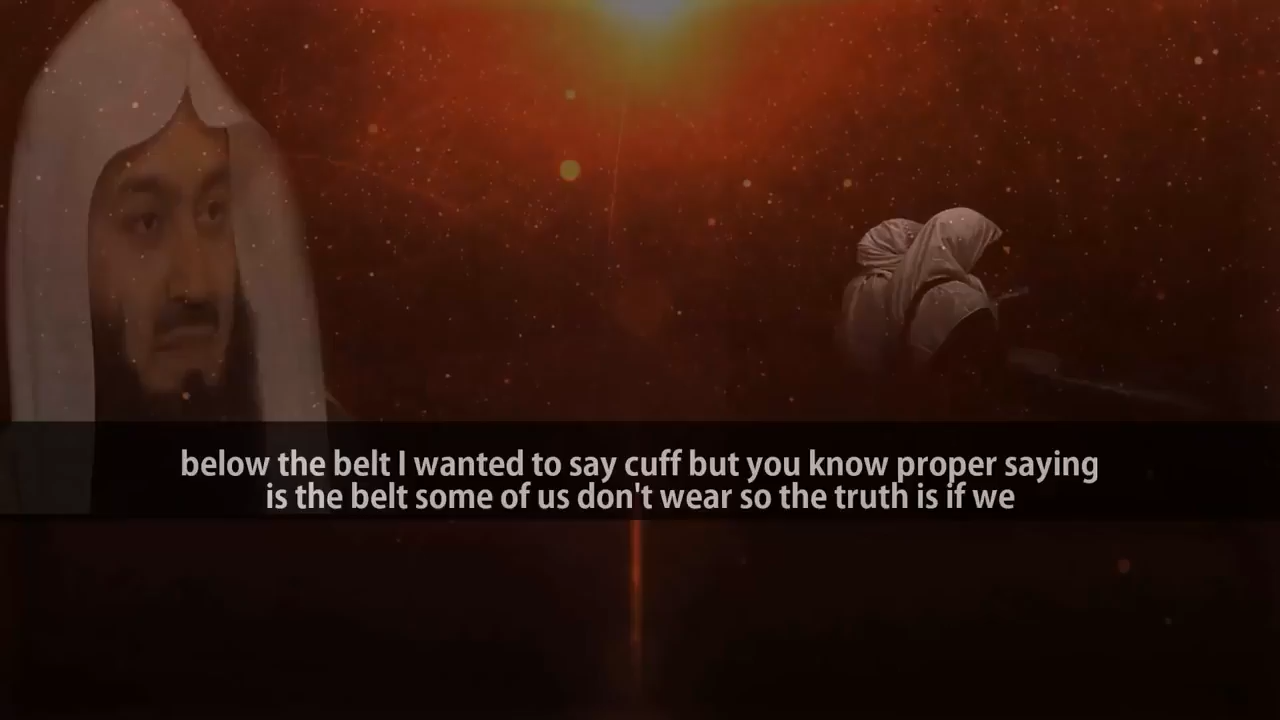 below the belt I wanted to say cuff but you know proper saying
is the belt some of us don't wear so the truth is if we